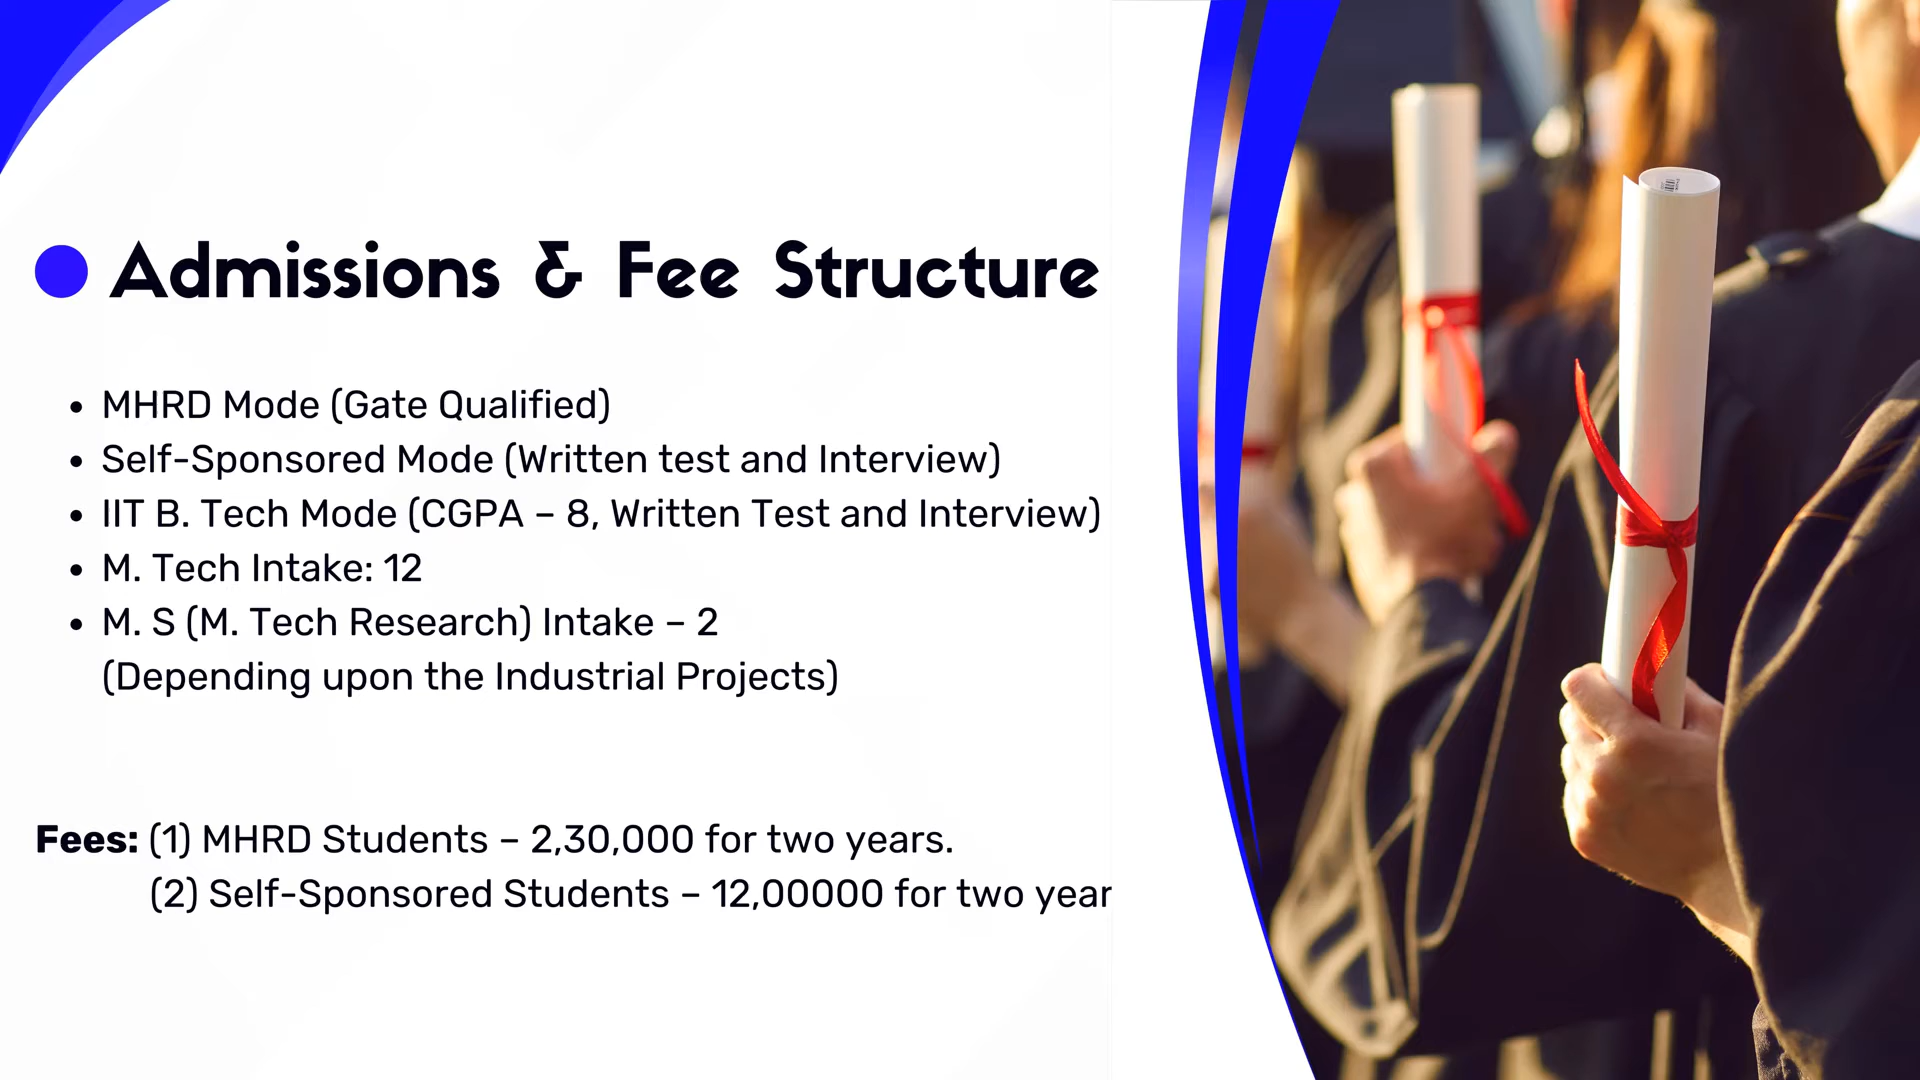 Admissions & Fee Structure
• MHRD Mode (Gate Qualified)
• Self-Sponsored Mode (Written test and Interview)
• IIT B. Tech Mode (CGPA – 8, Written Test and Interview)
• M. Tech Intake: 12
• M. S (M. Tech Research) Intake – 2
(Depending upon the Industrial Projects)
Fees: (1) MHRD Students – 2,30,000 for two years.
(2) Self-Sponsored Students – 12,00000 for two year